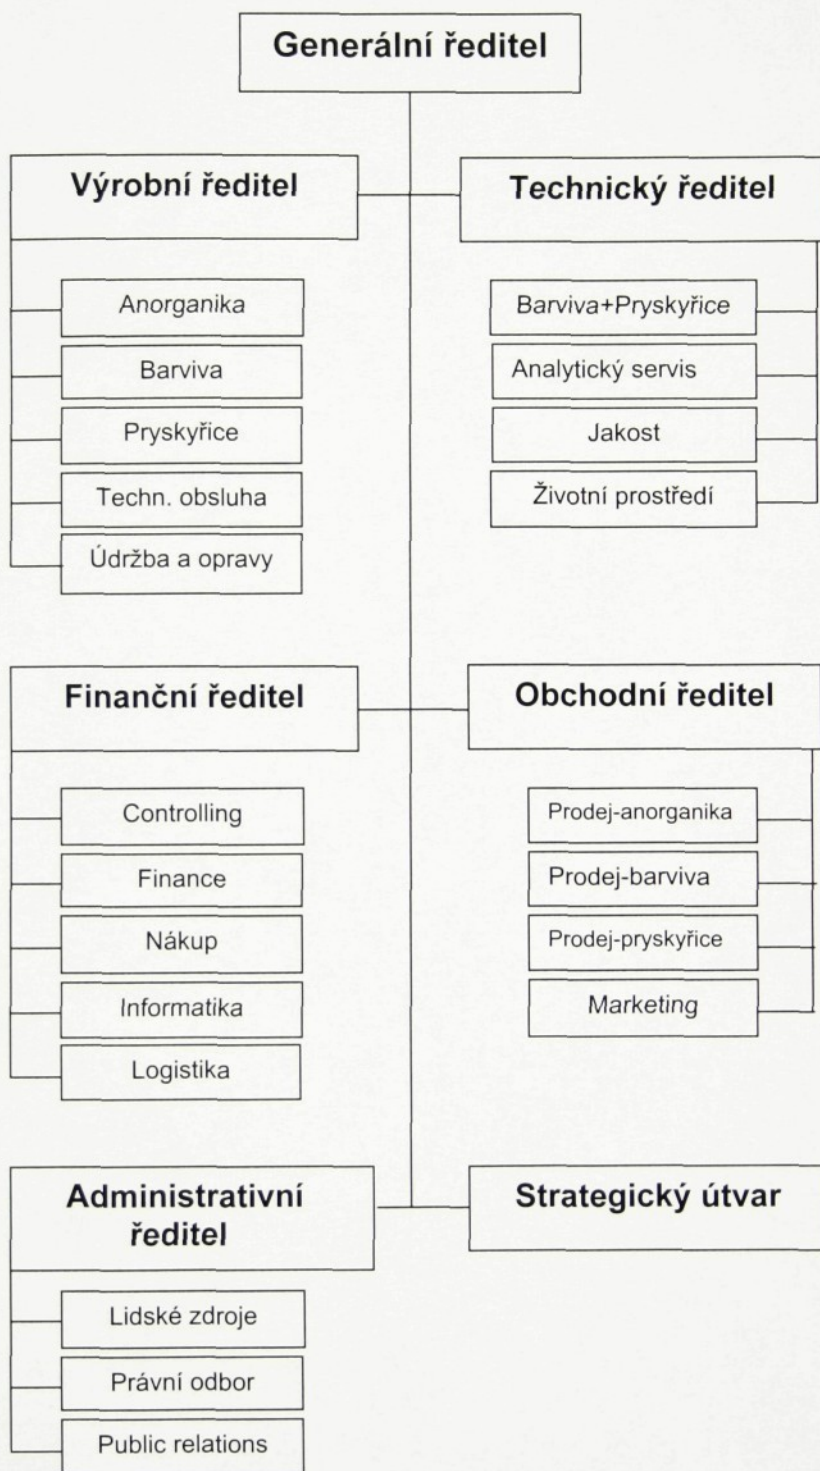 Generální ředitel
Výrobní ředitel
Anorganika
Barviva
Pryskyřice
Techn. obsluha
Údržba a opravy
Technický ředitel
Barviva+Pryskyřice
Analytický servis
Jakost
Životní prostředí
Finanční ředitel
Controlling
Finance
Nákup
Informatika
Logistika
Obchodní ředitel
Prodej-anorganika
Prodej-barviva
Prodej-pryskyřice
Marketing
Administrativní
ředitel
Lidské zdroje
Právní odbor
Public relations
Strategický útvar